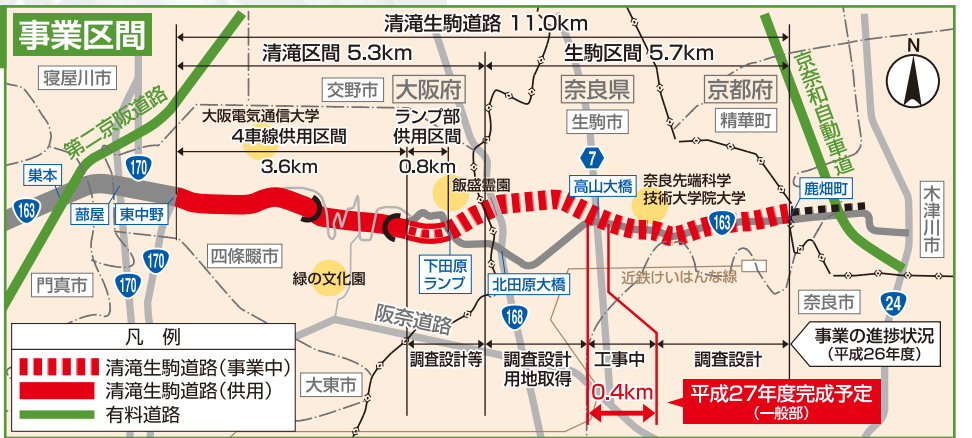 事業区間
清滝生駒道路 11.0km
清滝区間 5.3km
生駒区間 5.7km
寝屋川市
交野市
大阪府
奈良県
京都府
N
第二京阪道路
大阪電気通信大学
4車線供用区間
3.6km
ランプ部
供用区間
0.8km
生駒市
精華町
京奈和自動車道
7
巣本
170
163
部屋
東中野
170
170
飯盛霊園
高山大橋
奈良先端科学
技術大学院大学
163
鹿畑町
木津川市
門真市
四條畷市
緑の文化園
下田原
ランプ
北田原大橋
168
近鉄けいはんな線
奈良市
24
阪奈道路
大東市
凡 例
清滝生駒道路(事業中)
清滝生駒道路(供用)
有料道路
調査設計等
調査設計
用地取得
工事中
調査設計
事業の進捗状況
(平成26年度)
0.4km
平成27年度完成予定
(一般部)